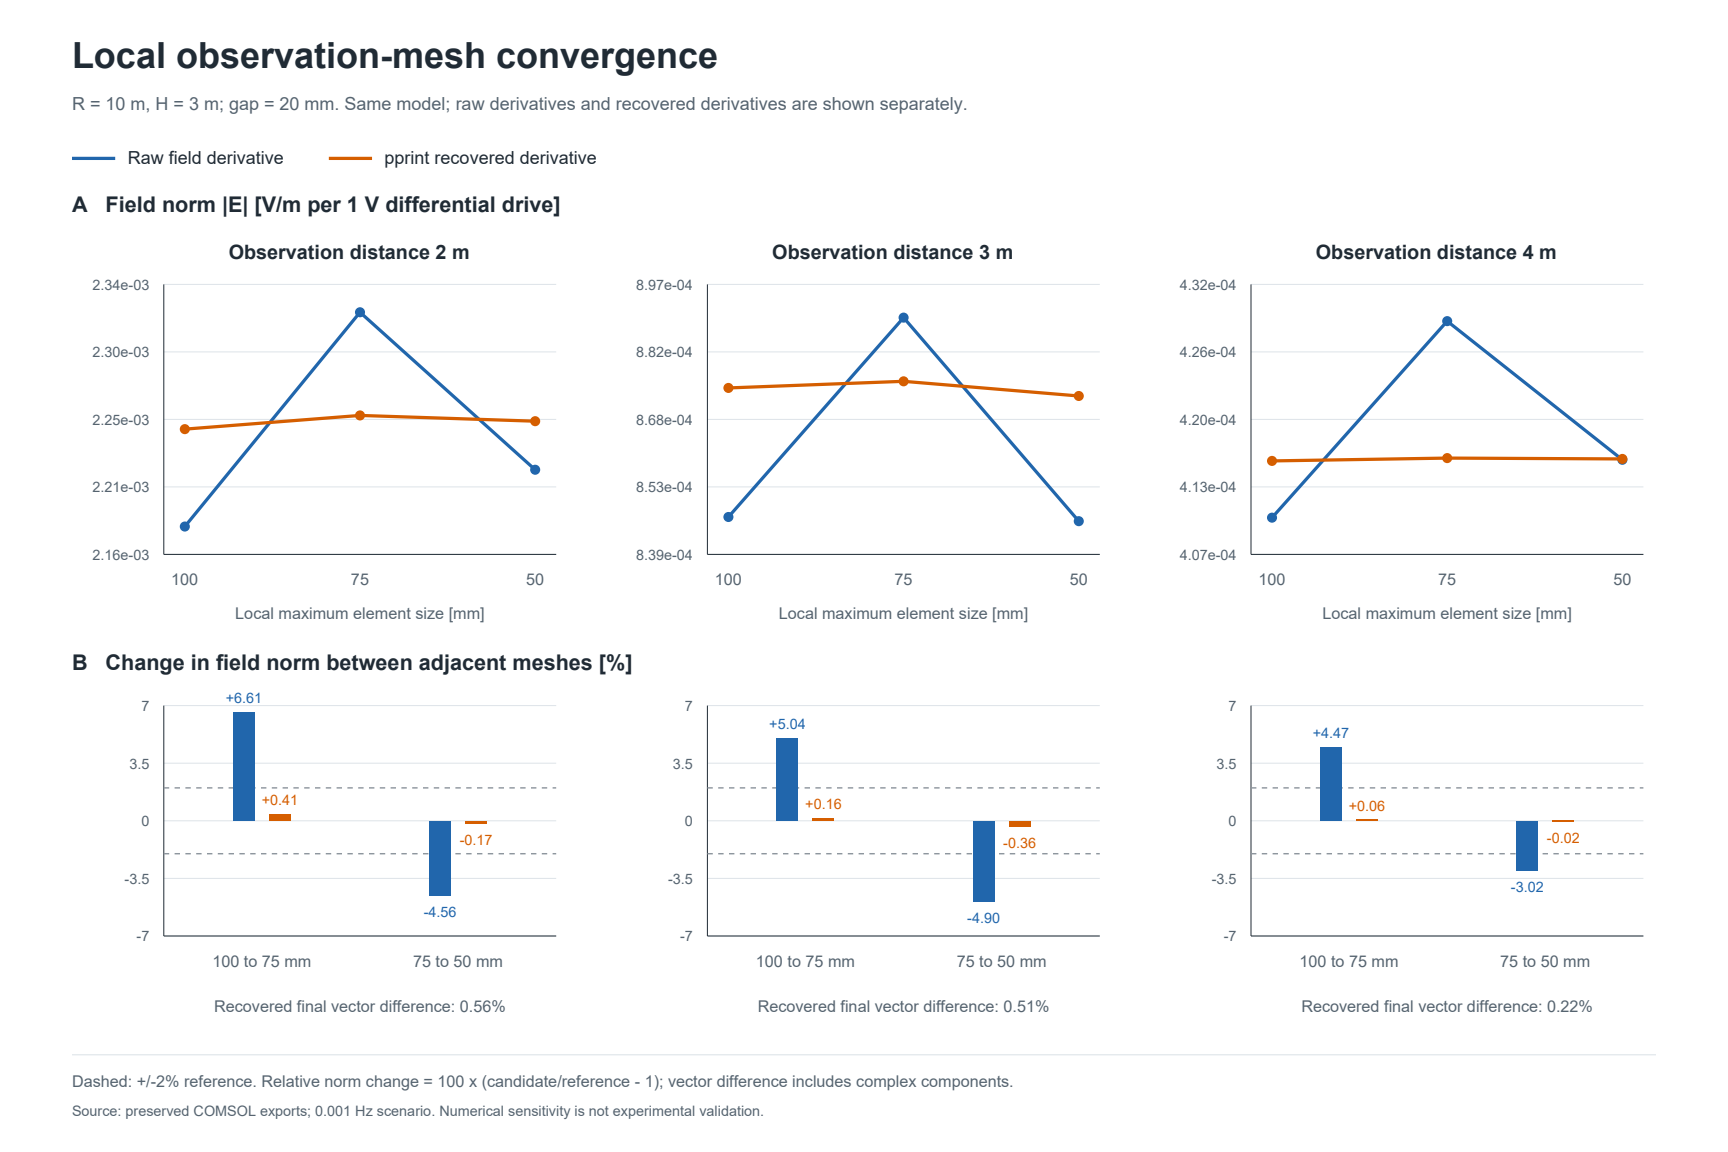 Local observation-mesh convergence
R = 10 m, H = 3 m; gap = 20 mm. Same model; raw derivatives and recovered derivatives are shown separately.
Raw field derivative
pprint recovered derivative
A Field norm |E| [V/m per 1 V differential drive]
Observation distance 2 m
2.34e-03
2.30e-03
2.25e-03
2.21e-03
2.16e-03
100 75 50
Local maximum element size [mm]
Observation distance 3 m
8.97e-04
8.82e-04
8.68e-04
8.53e-04
8.39e-04
100 75 50
Local maximum element size [mm]
Observation distance 4 m
4.32e-04
4.26e-04
4.20e-04
4.13e-04
4.07e-04
100 75 50
Local maximum element size [mm]
B Change in field norm between adjacent meshes [%]
7
3.5
0
-3.5
-7
+6.61
+0.41
-4.56
-0.17
100 to 75 mm 75 to 50 mm
Recovered final vector difference: 0.56%
7
3.5
0
-3.5
-7
+5.04
+0.16
-4.90
-0.36
100 to 75 mm 75 to 50 mm
Recovered final vector difference: 0.51%
7
3.5
0
-3.5
-7
+4.47
+0.06
-3.02
-0.02
100 to 75 mm 75 to 50 mm
Recovered final vector difference: 0.22%
Dashed: +/-2% reference. Relative norm change = 100 x (candidate/reference - 1); vector difference includes complex components.
Source: preserved COMSOL exports; 0.001 Hz scenario. Numerical sensitivity is not experimental validation.